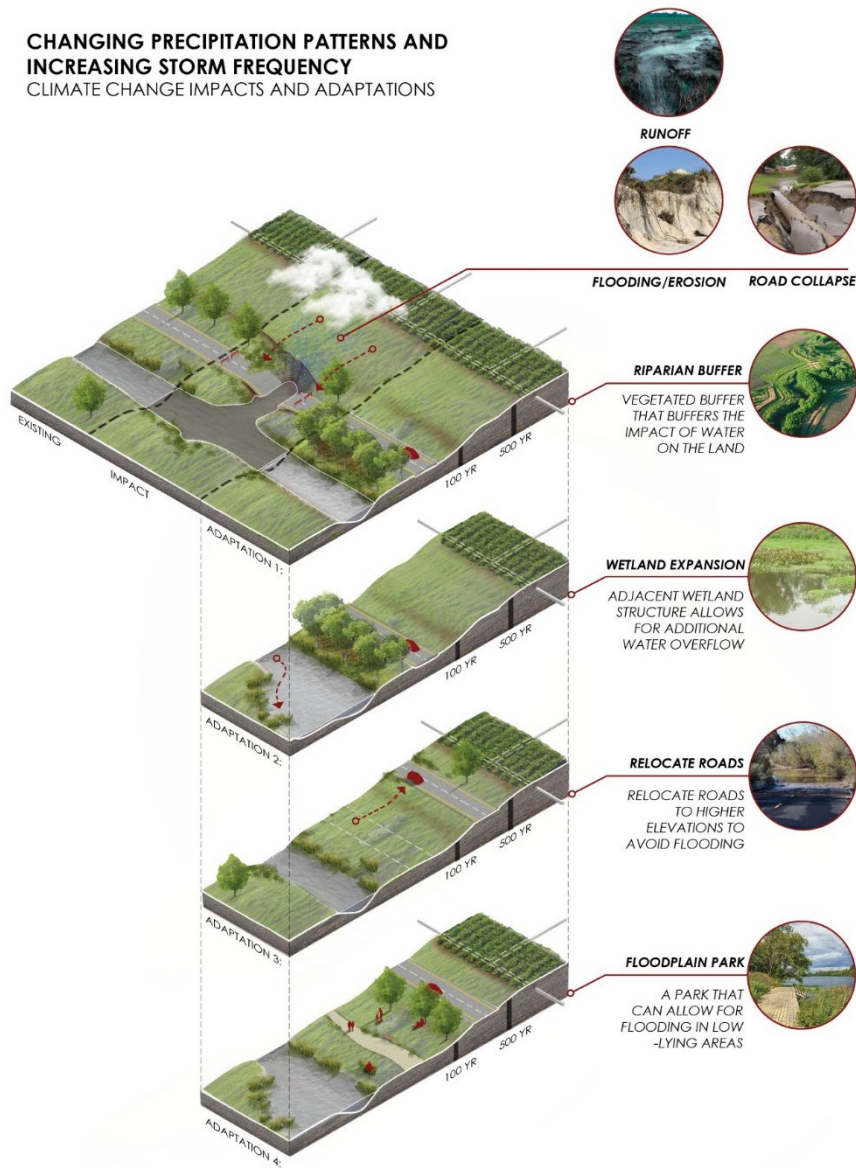 CHANGING PRECIPITATION PATTERNS AND
INCREASING STORM FREQUENCY
CLIMATE CHANGE IMPACTS AND ADAPTATIONS
RUNOFF
FLOODING/EROSION
ROAD COLLAPSE
EXISTING
IMPACT
ADAPTATION 1:
100 YR
500 YR
RIPARIAN BUFFER
VEGETATED BUFFER
THAT BUFFERS THE
IMPACT OF WATER
ON THE LAND
ADAPTATION 2:
100 YR
500 YR
WETLAND EXPANSION
ADJACENT WETLAND
STRUCTURE ALLOWS
FOR ADDITIONAL
WATER OVERFLOW
ADAPTATION 3:
100 YR
500 YR
RELOCATE ROADS
RELOCATE ROADS
TO HIGHER
ELEVATIONS TO
AVOID FLOODING
ADAPTATION 4:
100 YR
500 YR
FLOODPLAIN PARK
A PARK THAT
CAN ALLOW FOR
FLOODING IN LOW
-LYING AREAS